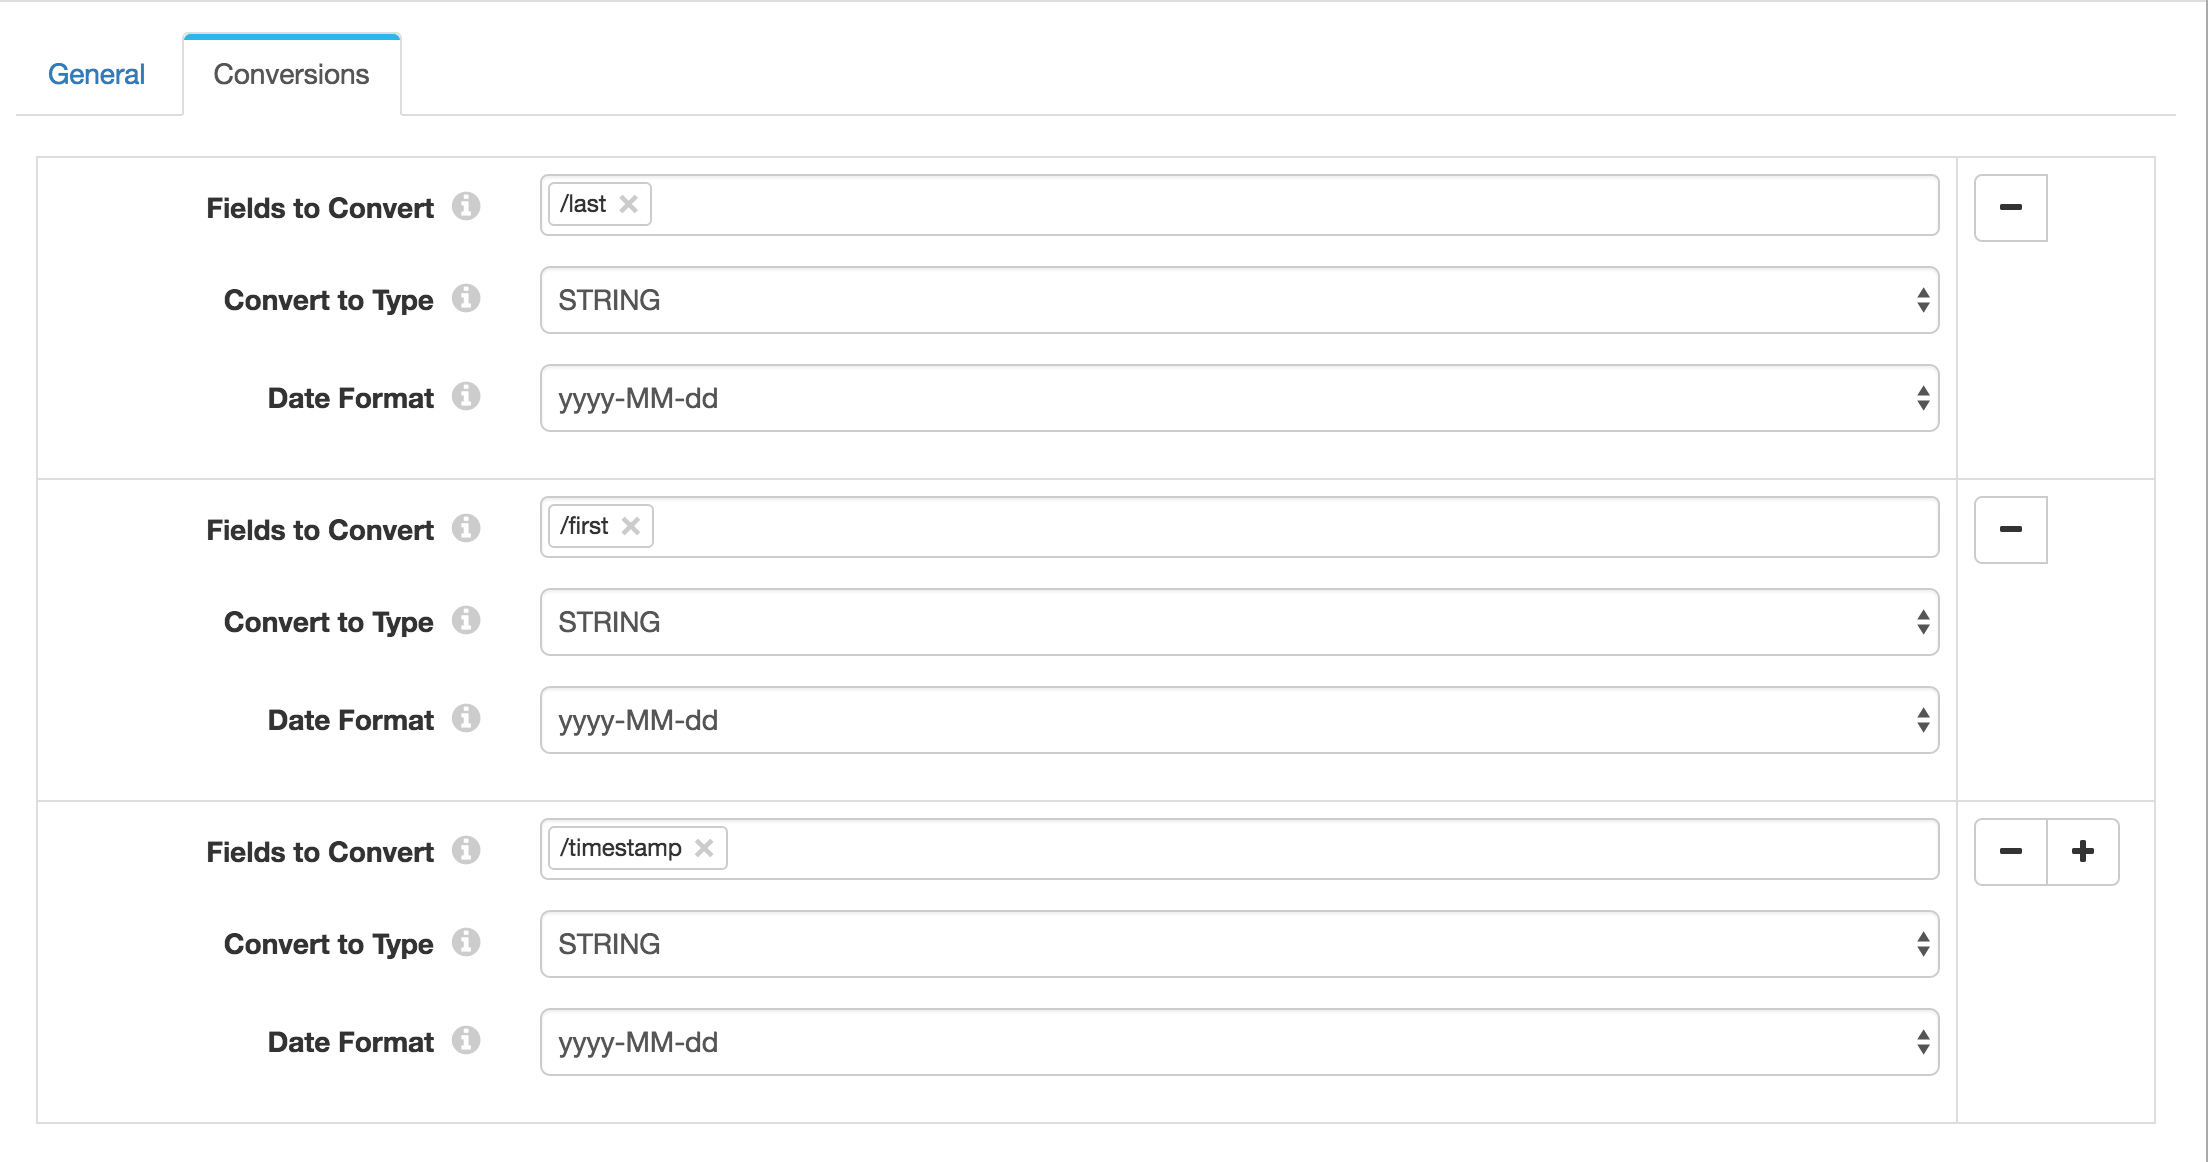 General Conversions
Fields to Convert /last
Convert to Type STRING
Date Format yyyy-MM-dd
Fields to Convert /first
Convert to Type STRING
Date Format yyyy-MM-dd
Fields to Convert /timestamp
Convert to Type STRING
Date Format yyyy-MM-dd